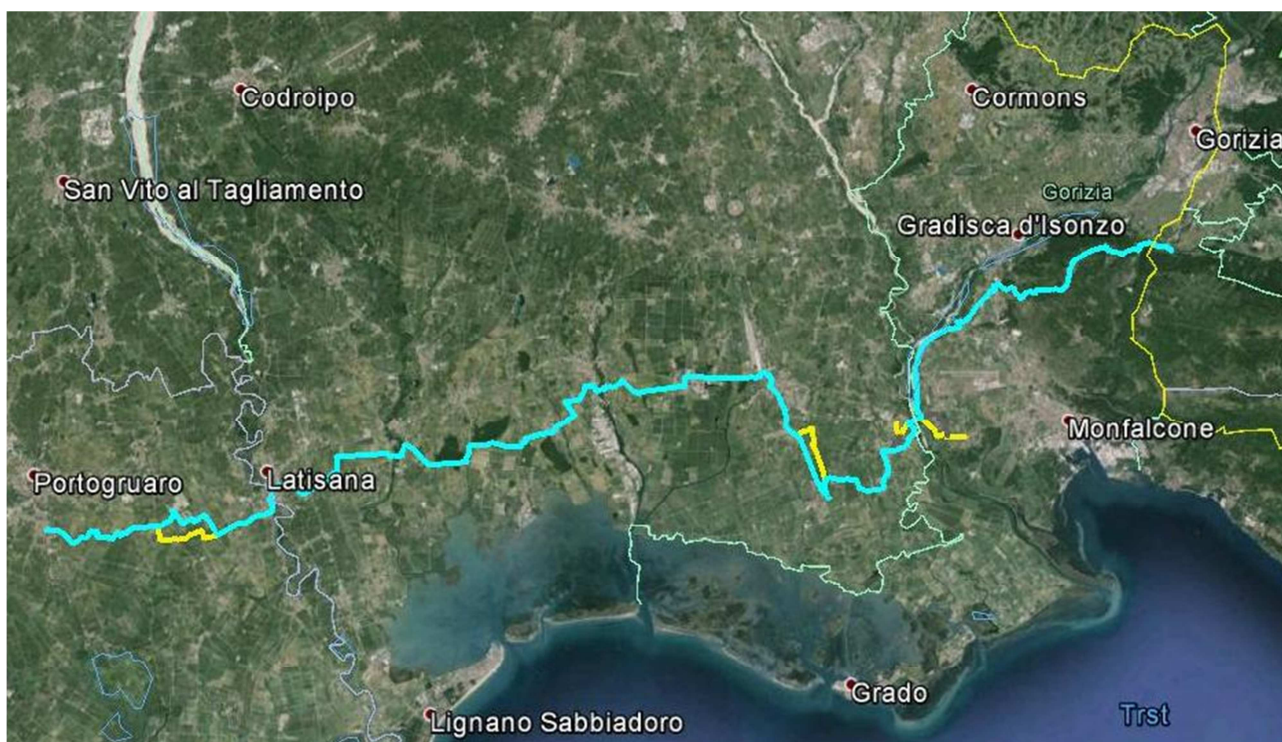 Codroipo
Cormons
Gorizia
San Vito al Tagliamento
Gorizia
Gradisca d'Isonzo
Monfalcone
Portogruaro
Latisana
Grado
Lignano Sabbiadoro
Trst